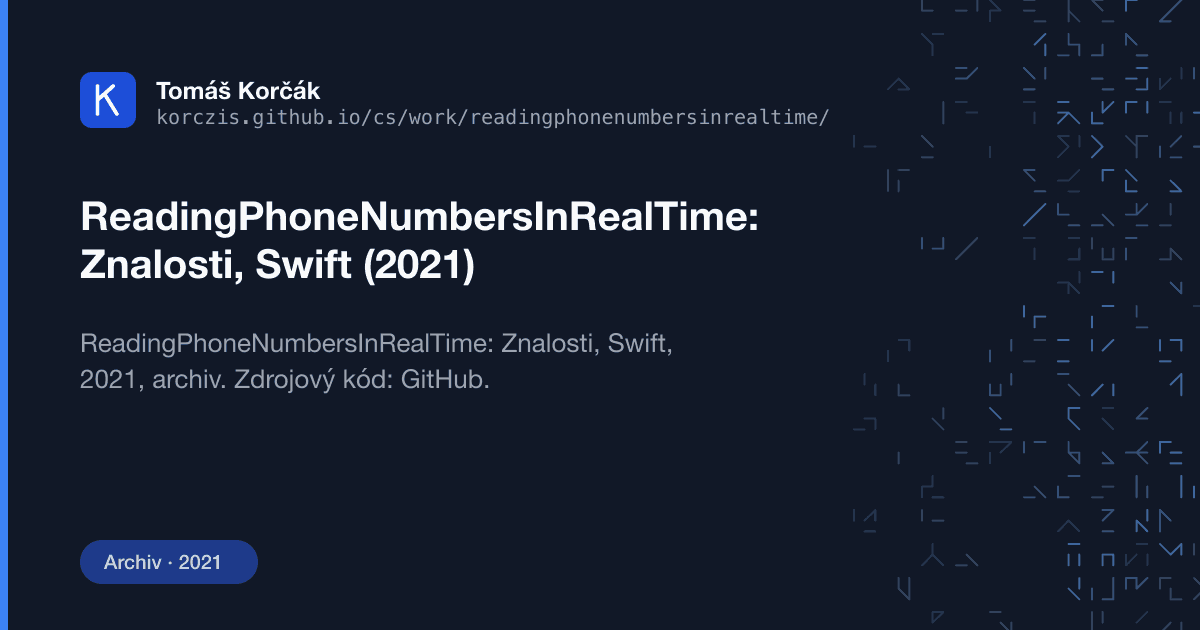 K
Tomáš Korčák
korczis.github.io/cs/work/readingphonenumbersinrealtime/
ReadingPhoneNumbersInRealTime:
Znalosti, Swift (2021)
ReadingPhoneNumbersInRealTime: Znalosti, Swift,
2021, archiv. Zdrojový kód: GitHub.
Archiv · 2021